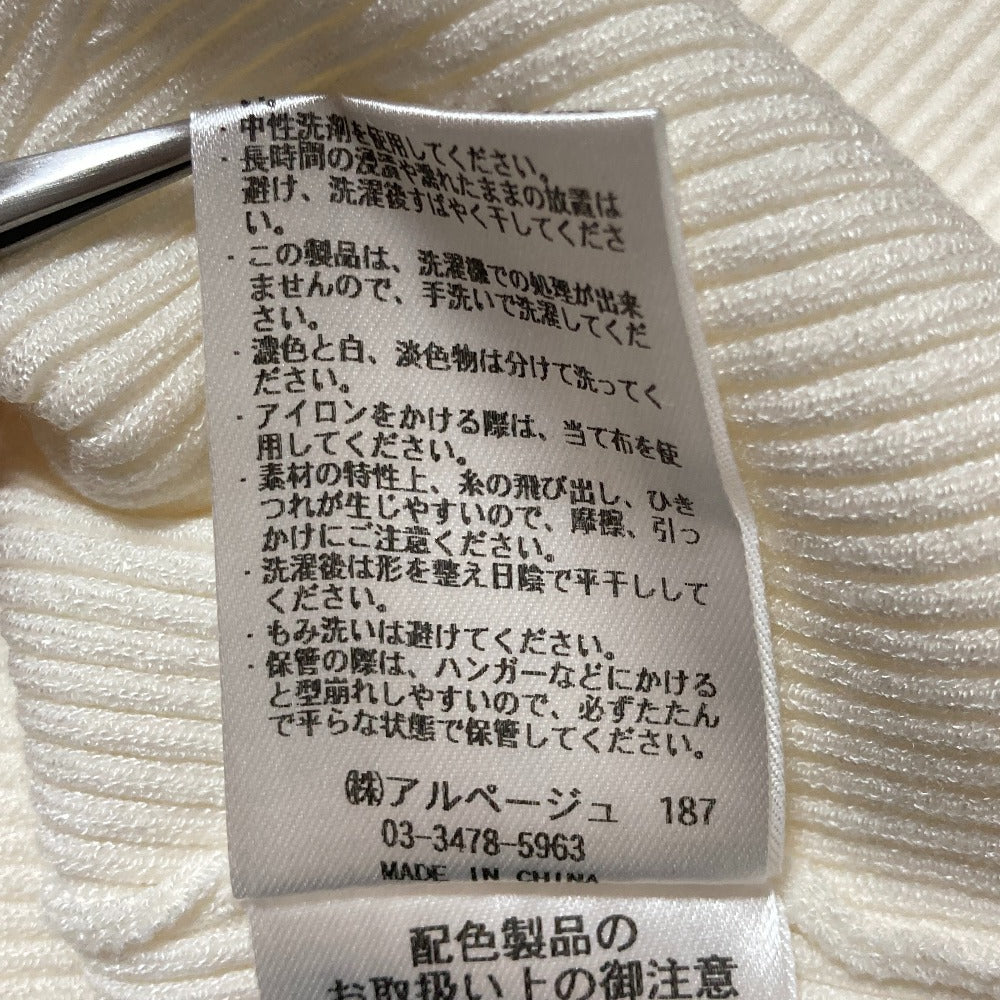 ・中性洗剤を使用してください。
・長時間の浸漬や濡れたままの放置は
避け、洗濯後すばやく干してくださ
い。
・この製品は、洗濯機での処理が出来
ませんので、手洗いで洗濯してくだ
さい。
・濃色と白、淡色物は分けて洗ってく
ださい。
・アイロンをかける際は、当て布を使
用してください。
・素材の特性上、糸の飛び出し、ひき
つれが生じやすいので、摩擦、引っ
かけにご注意ください。
・洗濯後は形を整え日陰で平干しして
ください。
・もみ洗いは避けてください。
・保管の際は、ハンガーなどにかける
と型崩れしやすいので、必ずたたん
で平らな状態で保管してください。
㈱アルページュ 187
03-3478-5963
MADE IN CHINA
配色製品の
お取扱い上の御注意